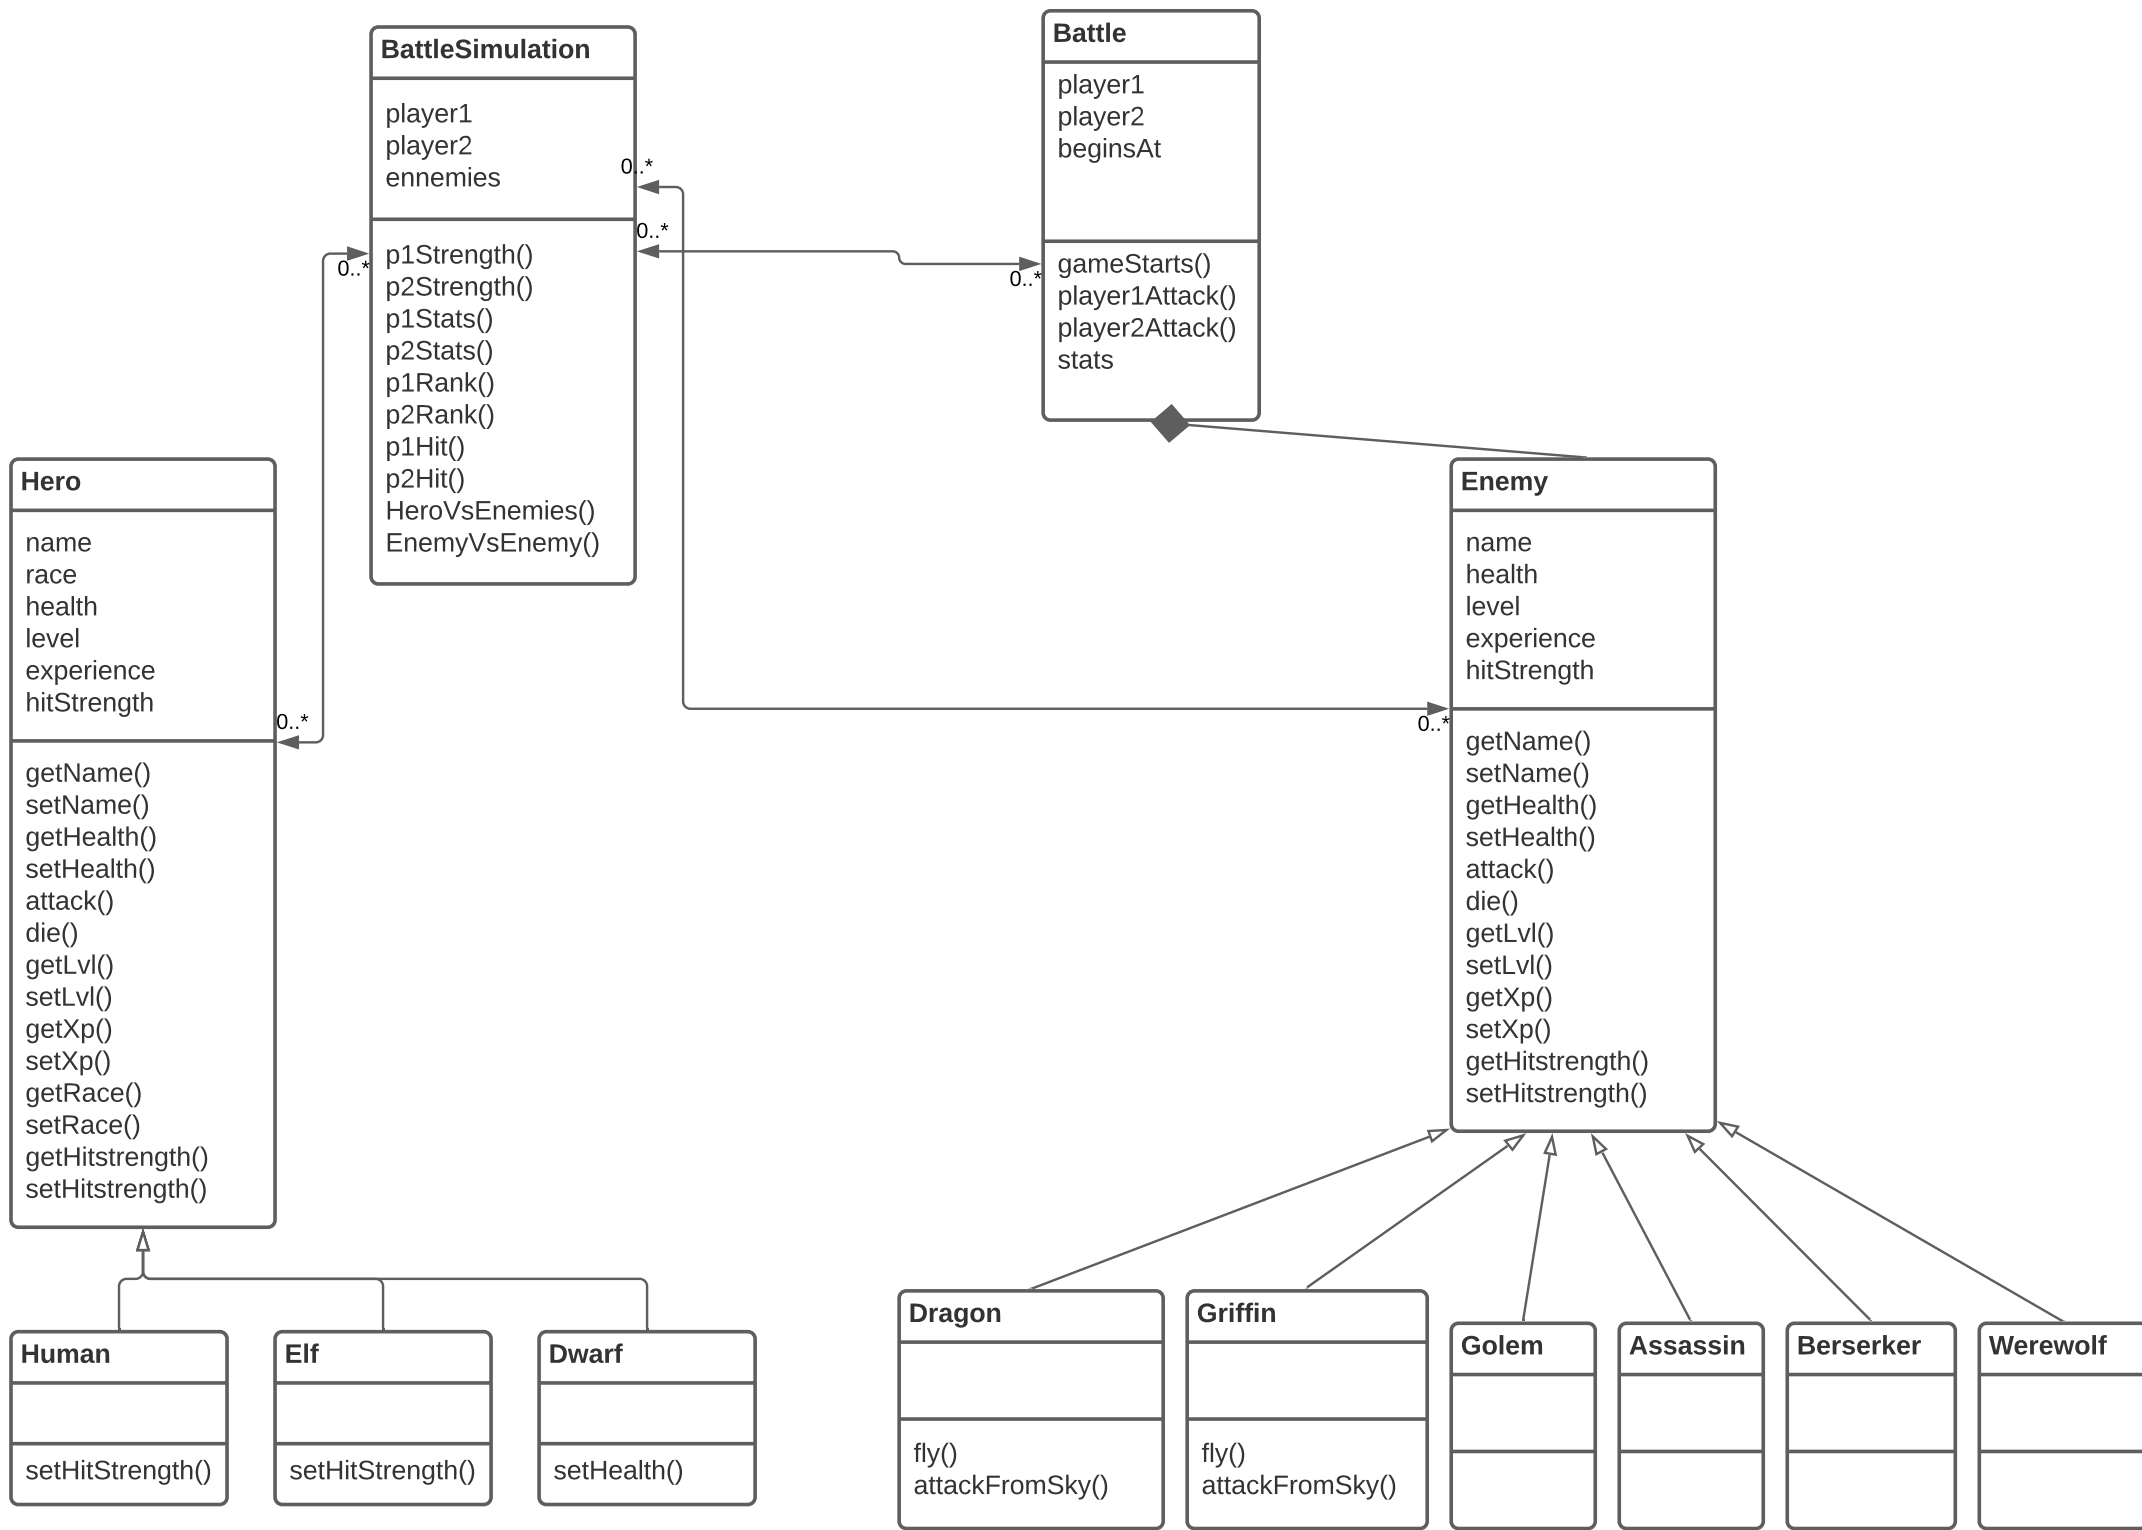 BattleSimulation
player1
player2
ennemies
p1Strength()
p2Strength()
p1Stats()
p2Stats()
p1Rank()
p2Rank()
p1Hit()
p2Hit()
HeroVsEnemies()
EnemyVsEnemy()
0..*
0..*
0..*
Battle
player1
player2
beginsAt
gameStarts()
player1Attack()
player2Attack()
stats
0..*
Hero
name
race
health
level
experience
hitStrength
0..*
getName()
setName()
getHealth()
setHealth()
attack()
die()
getLvl()
setLvl()
getXp()
setXp()
getRace()
setRace()
getHitstrength()
setHitstrength()
Enemy
name
health
level
experience
hitStrength
0..*
getName()
setName()
getHealth()
setHealth()
attack()
die()
getLvl()
setLvl()
getXp()
setXp()
getHitstrength()
setHitstrength()
Human
setHitStrength()
Elf
setHitStrength()
Dwarf
setHealth()
Dragon
fly()
attackFromSky()
Griffin
fly()
attackFromSky()
Golem
Assassin
Berserker
Werewolf